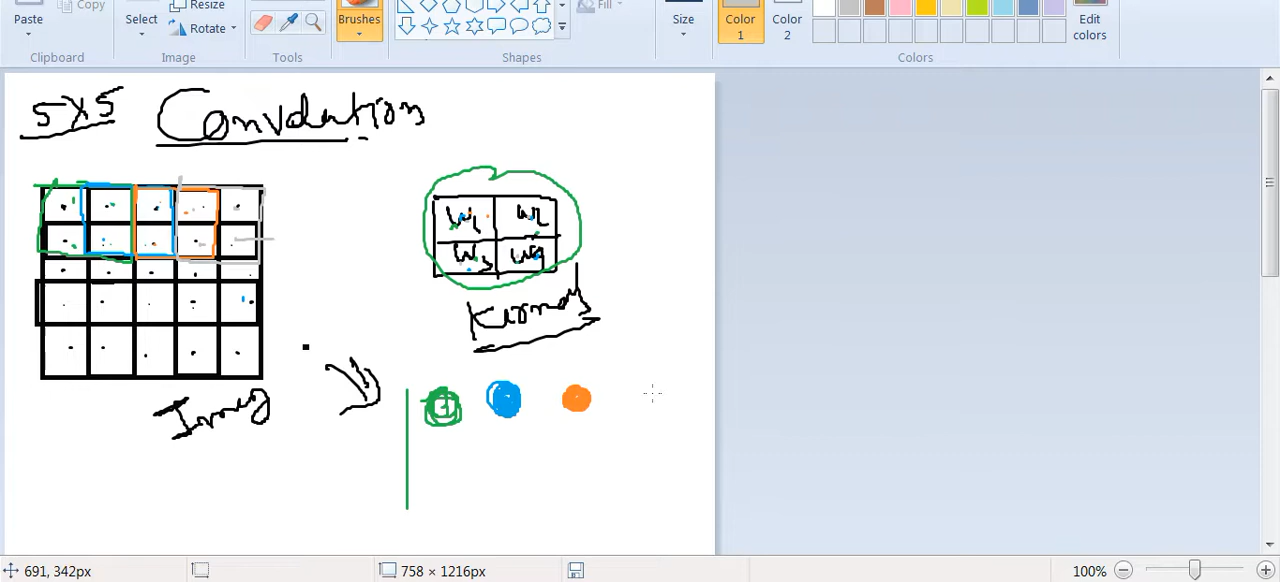 Paste
Copy
Clipboard
Select
Resize
Rotate
Image
Tools
Brushes
Shapes
Fill
Size
Color 1
Color 2
Edit colors
Colors
5X5 Convolution
W1 W2
W3 W4
Kernel
Imag
691, 342px
758 × 1216px
100%